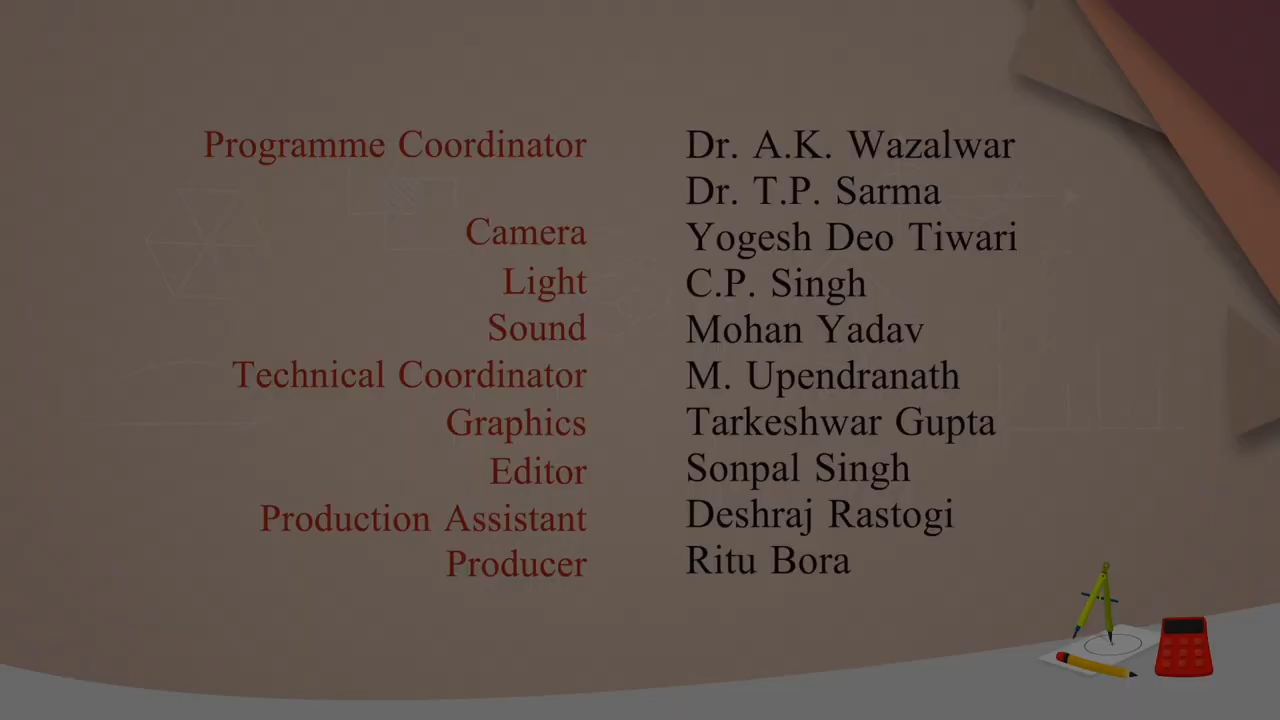 Programme Coordinator Dr. A.K. Wazalwar
Dr. T.P. Sarma
Camera Yogesh Deo Tiwari
Light C.P. Singh
Sound Mohan Yadav
Technical Coordinator M. Upendranath
Graphics Tarkeshwar Gupta
Editor Sonpal Singh
Production Assistant Deshraj Rastogi
Producer Ritu Bora